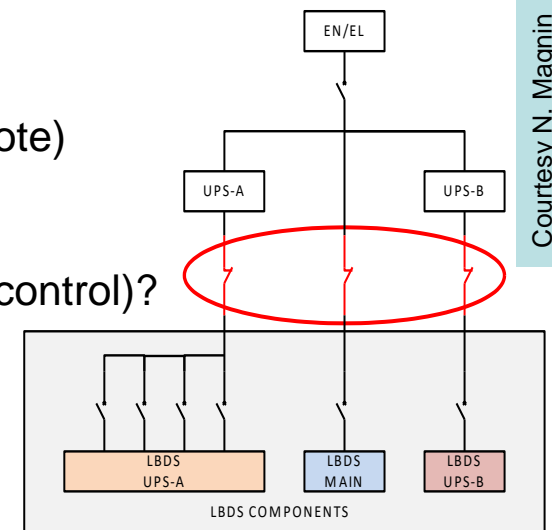 EN/EL
Courtesy N. Magnin
ote)
UPS-A
UPS-B
control)?
LBDS
UPS-A
LBDS
MAIN
LBDS
UPS-B
LBDS COMPONENTS